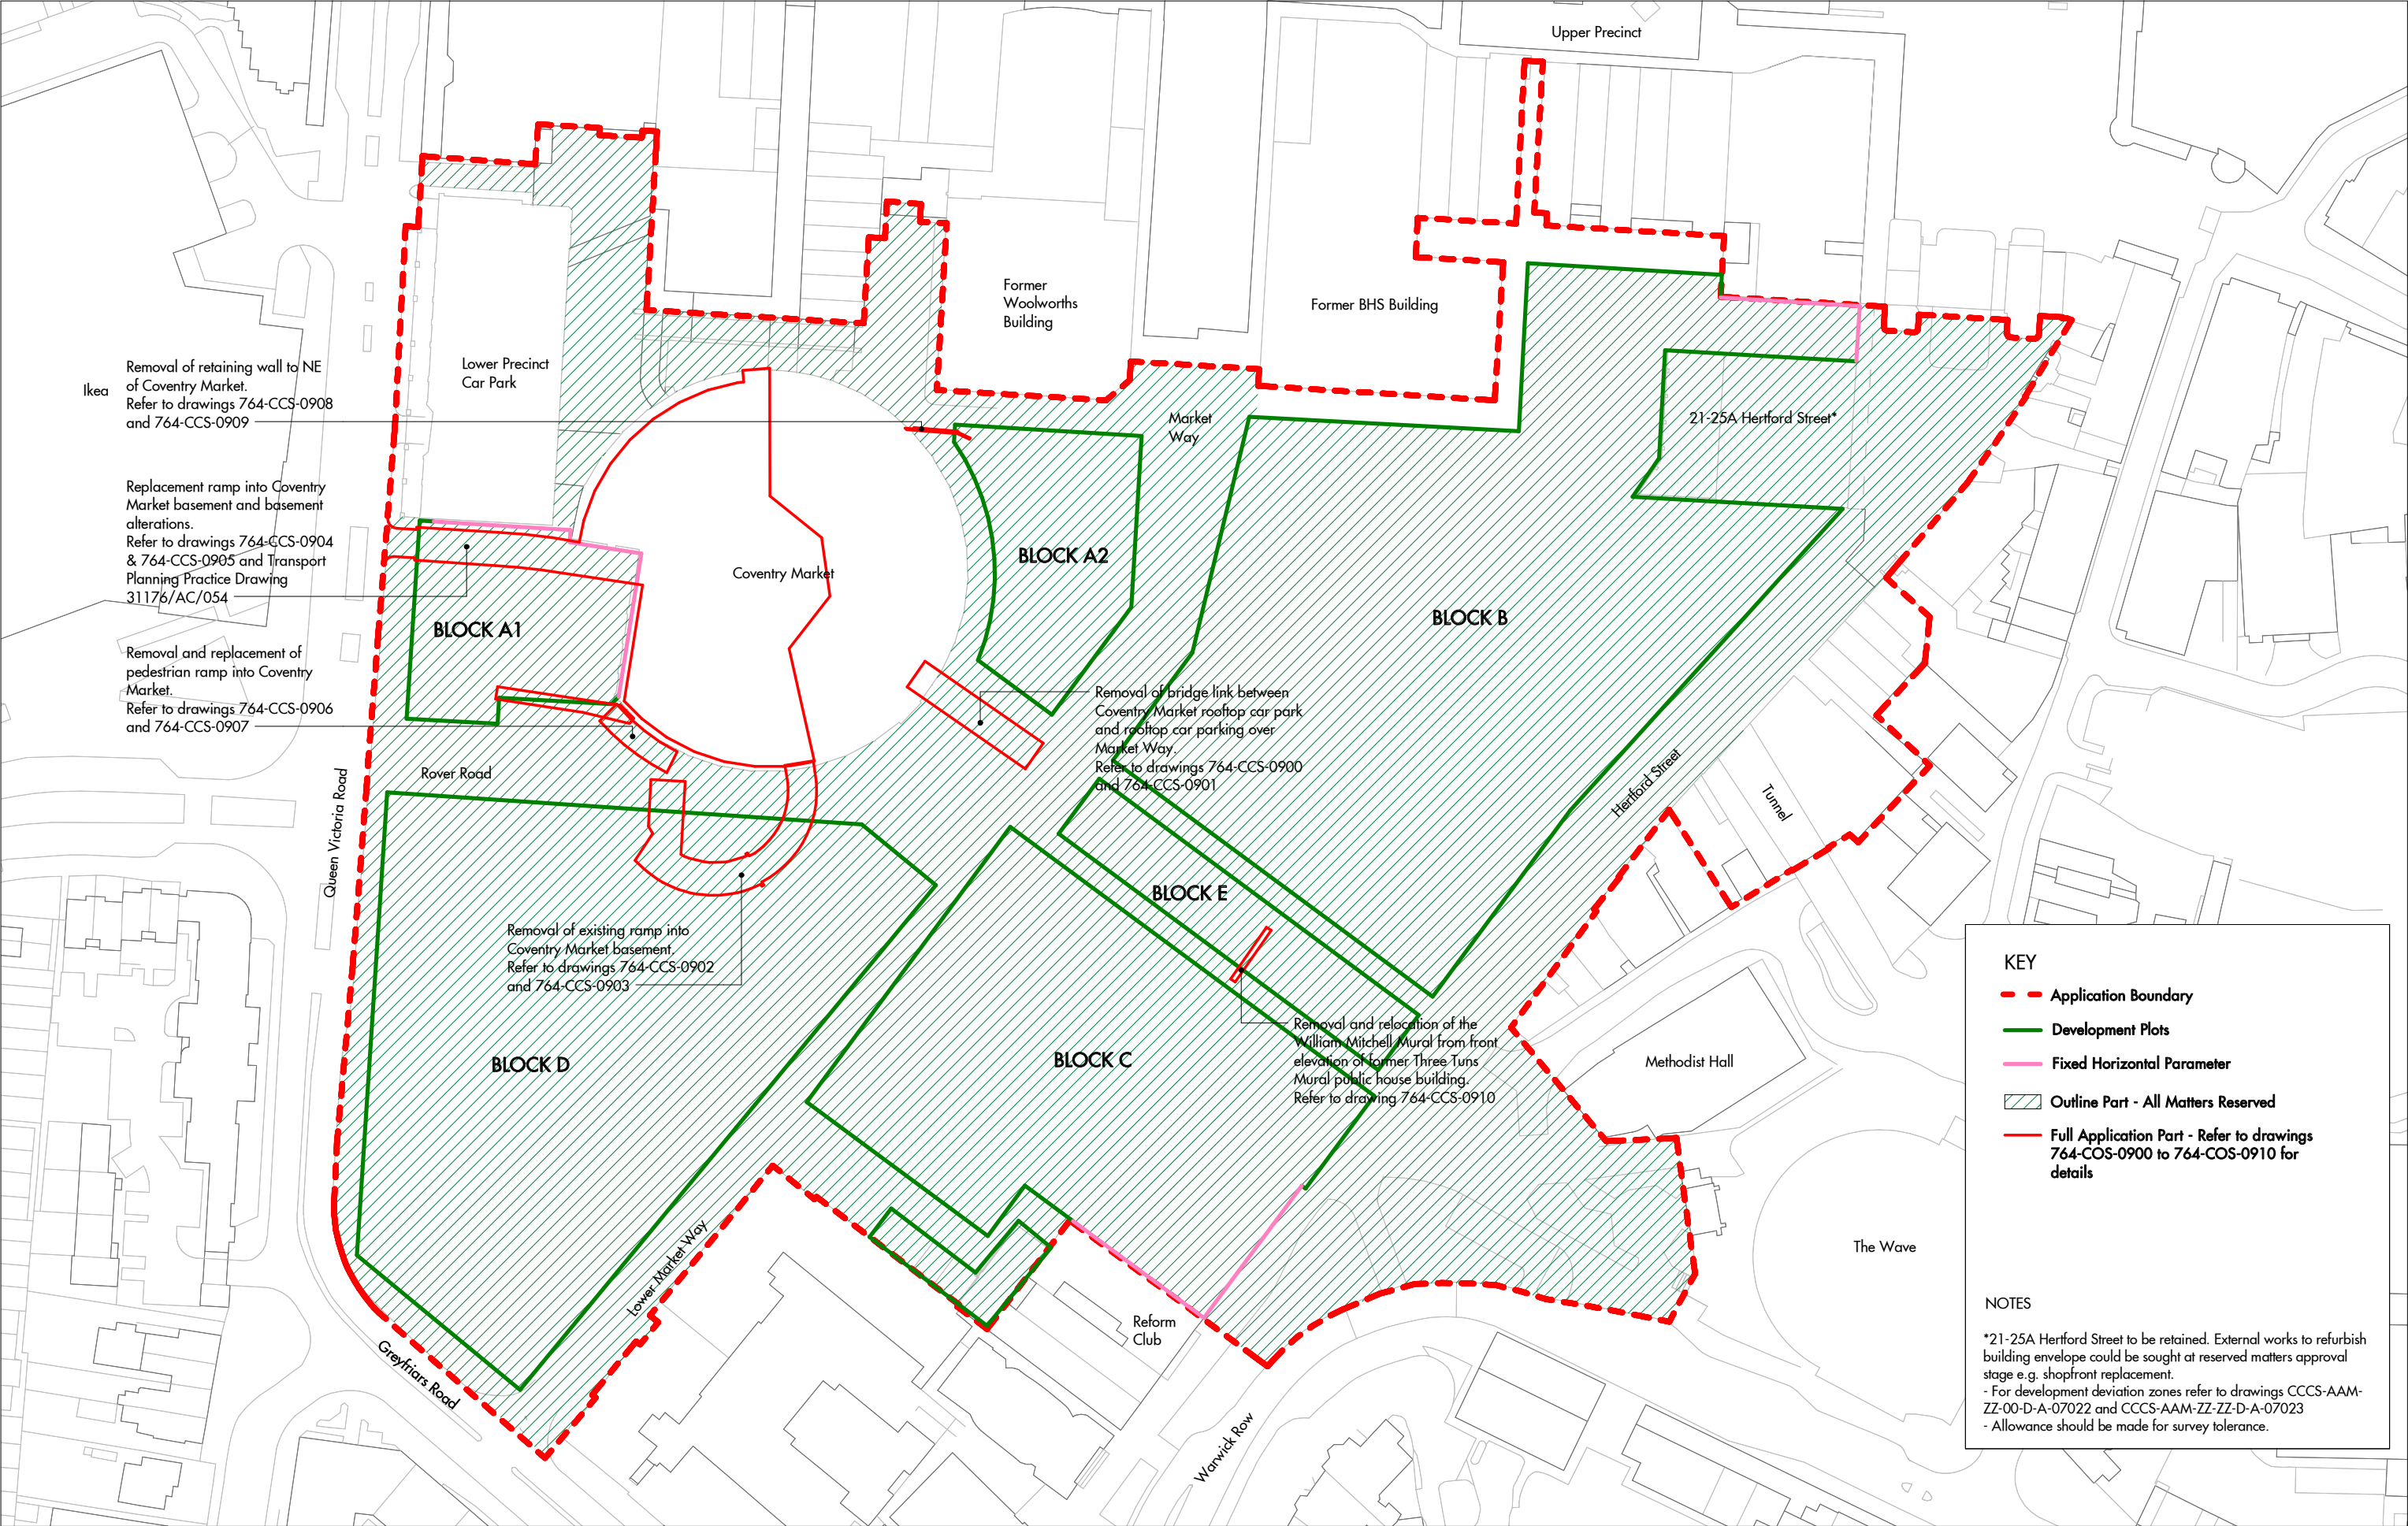 Upper Precinct
Former
Woolworths
Building
Former BHS Building
Lower Precinct
Car Park
Ikea
Removal of retaining wall to NE
of Coventry Market.
Refer to drawings 764-CCS-0908
and 764-CCS-0909
Market
Way
21-25A Hertford Street*
Replacement ramp into Coventry
Market basement and basement
alterations.
Refer to drawings 764-CCS-0904
& 764-CCS-0905 and Transport
Planning Practice Drawing
31176/AC/054
Coventry Market
BLOCK A2
BLOCK B
BLOCK A1
Removal and replacement of
pedestrian ramp into Coventry
Market.
Refer to drawings 764-CCS-0906
and 764-CCS-0907
Removal of bridge link between
Coventry Market rooftop car park
and rooftop car parking over
Market Way.
Refer to drawings 764-CCS-0900
and 764-CCS-0901
Rover Road
Queen Victoria Road
Hertford Street
Tunnel
BLOCK E
Removal of existing ramp into
Coventry Market basement.
Refer to drawings 764-CCS-0902
and 764-CCS-0903
Removal and relocation of the
William Mitchell Mural from front
elevation of former Three Tuns
Mural public house building.
Refer to drawing 764-CCS-0910
BLOCK D
BLOCK C
Methodist Hall
The Wave
Lower Market Way
Reform
Club
Greyfriars Road
Warwick Row
KEY
Application Boundary
Development Plots
Fixed Horizontal Parameter
Outline Part - All Matters Reserved
Full Application Part - Refer to drawings
764-COS-0900 to 764-COS-0910 for
details
NOTES
*21-25A Hertford Street to be retained. External works to refurbish
building envelope could be sought at reserved matters approval
stage e.g. shopfront replacement.
- For development deviation zones refer to drawings CCCS-AAM-
ZZ-00-D-A-07022 and CCCS-AAM-ZZ-ZZ-D-A-07023
- Allowance should be made for survey tolerance.